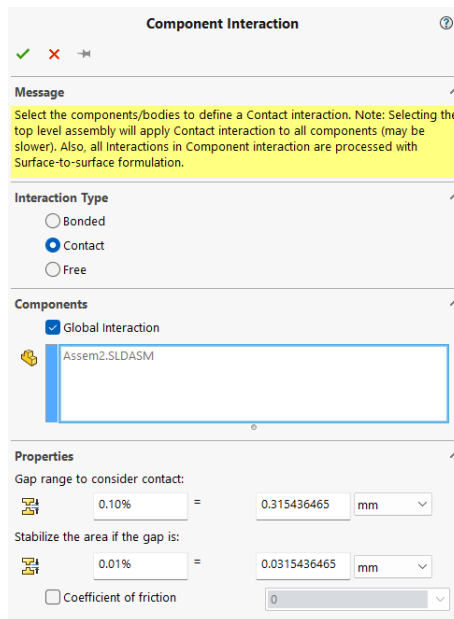 Component Interaction
Message
Select the components/bodies to define a Contact interaction. Note: Selecting the
top level assembly will apply Contact interaction to all components (may be
slower). Also, all Interactions in Component interaction are processed with
Surface-to-surface formulation.
Interaction Type
Bonded
Contact
Free
Components
Global Interaction
Assem2.SLDASM
Properties
Gap range to consider contact:
0.10% = 0.315436465 mm
Stabilize the area if the gap is:
0.01% = 0.0315436465 mm
Coefficient of friction 0